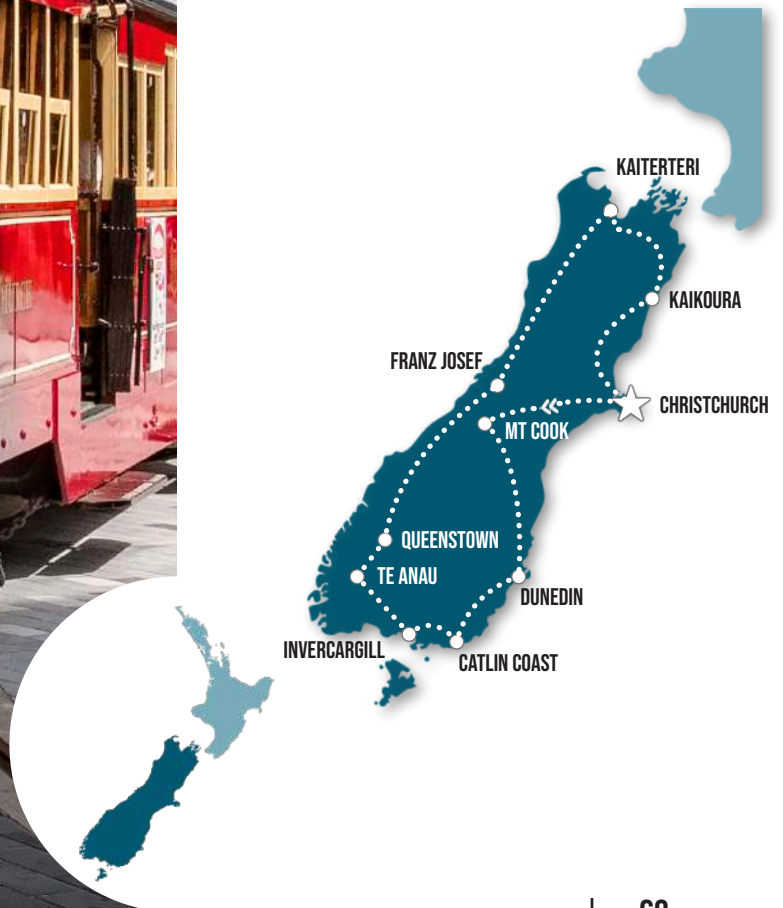 KAITERTERI
KAIKOURA
FRANZ JOSEF
CHRISTCHURCH
MT COOK
QUEENSTOWN
TE ANAU
DUNEDIN
INVERCARGILL
CATLIN COAST